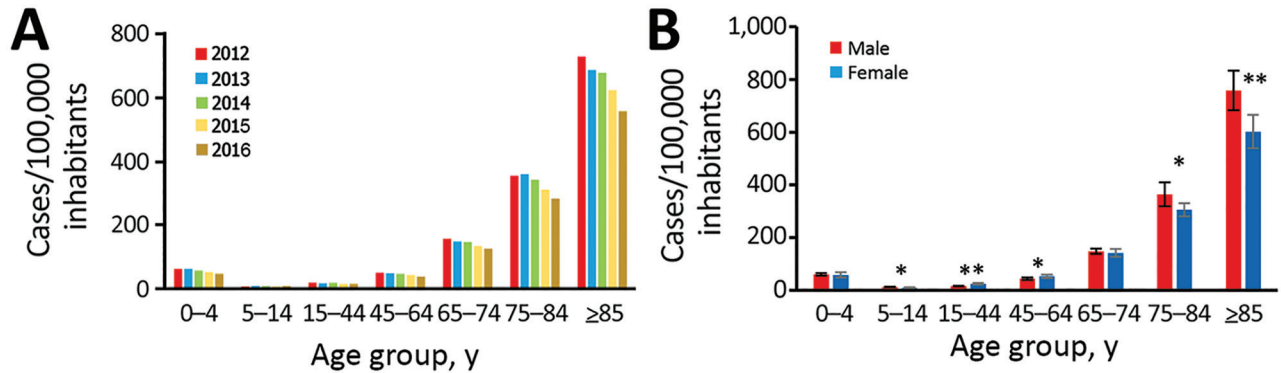 A
Cases/100,000
inhabitants
800
600
400
200
0
2012
2013
2014
2015
2016
0–4 5–14 15–44 45–64 65–74 75–84 ≥85
Age group, y
B
Cases/100,000
inhabitants
1,000
800
600
400
200
0
Male
Female
* ** * * **
0–4 5–14 15–44 45–64 65–74 75–84 ≥85
Age group, y